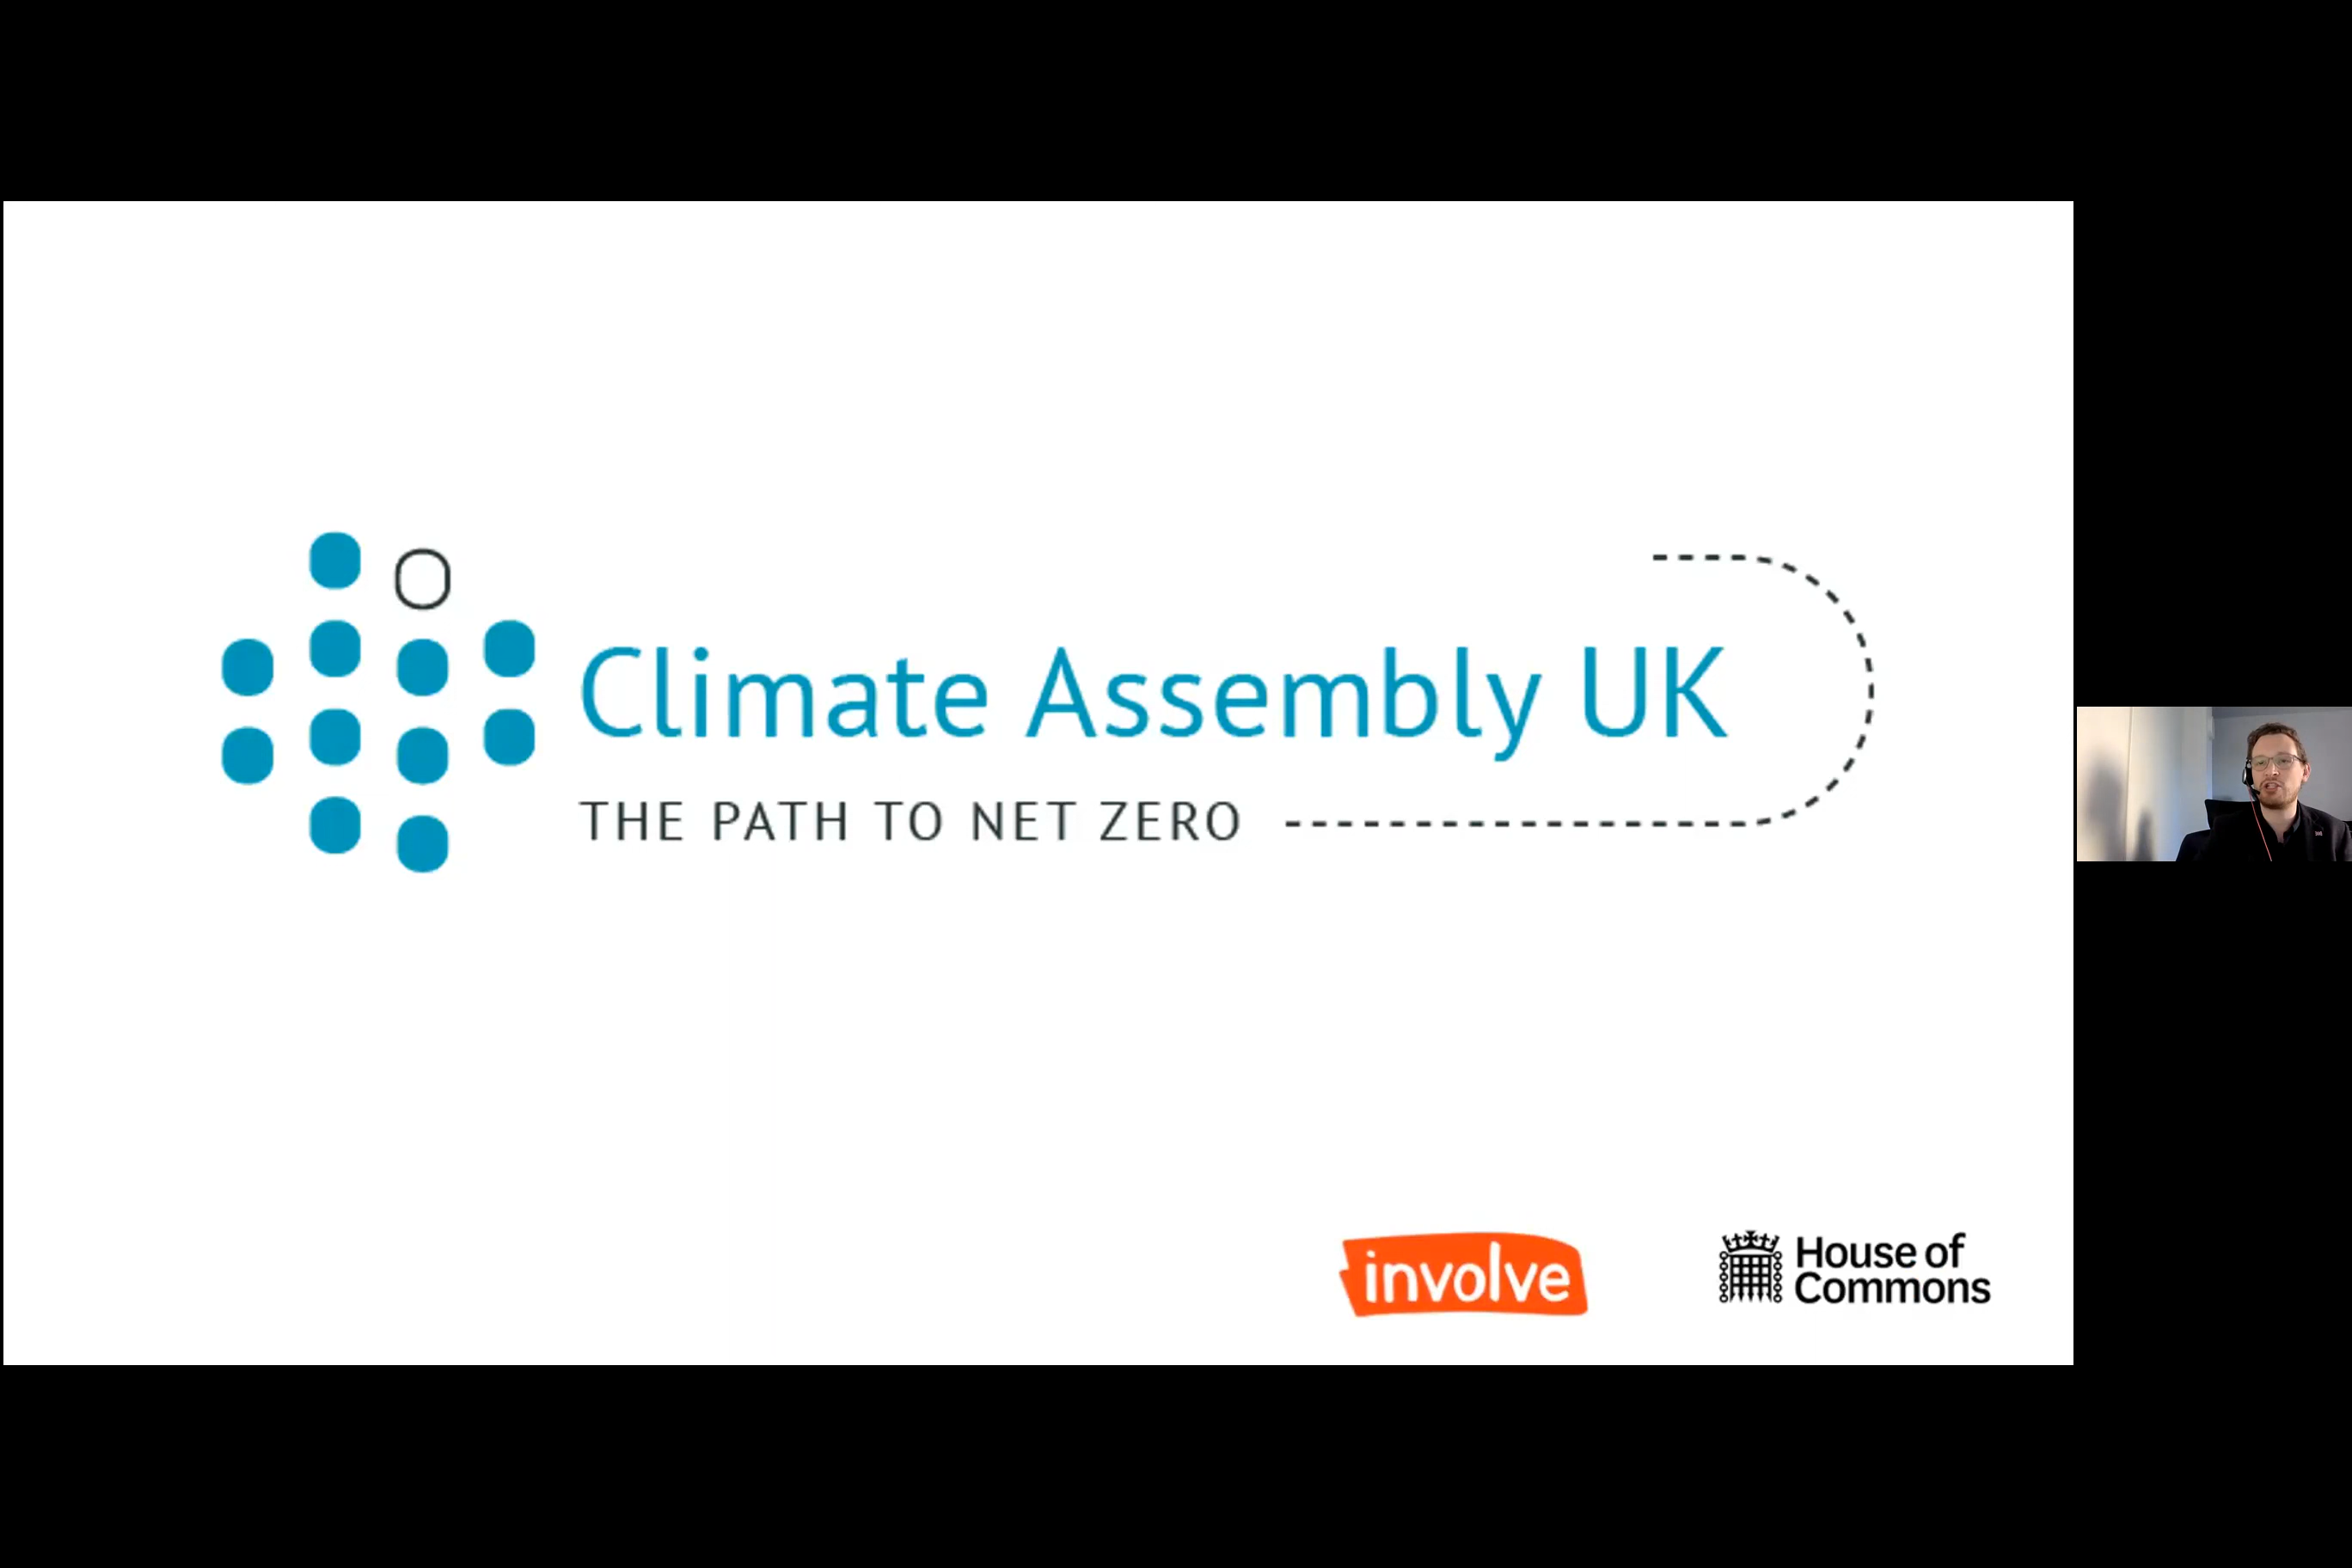 Climate Assembly UK
THE PATH TO NET ZERO
involve
House of
Commons